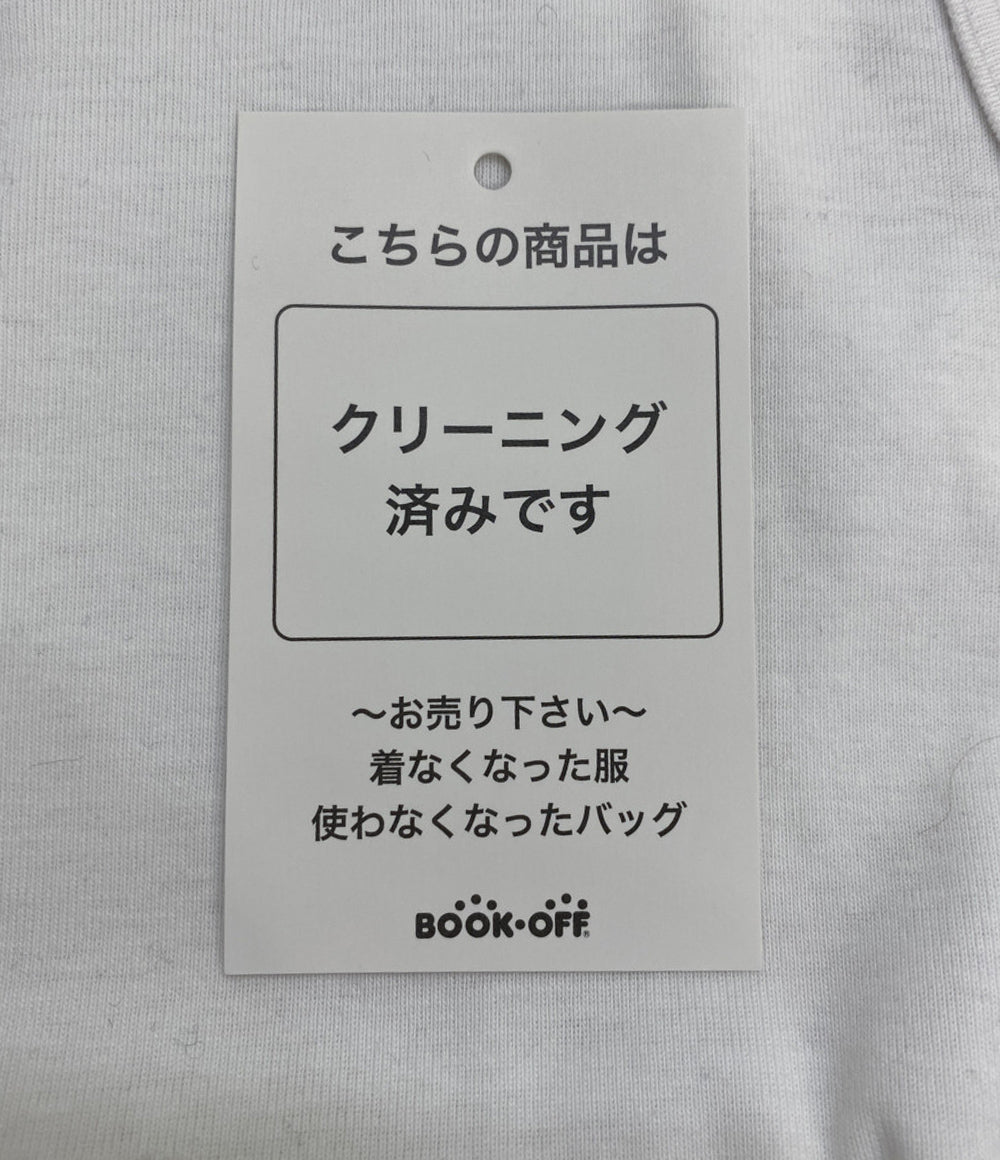 こちらの商品は
クリーニング
済みです
〜お売り下さい〜
着なくなった服
使わなくなったバッグ
BOOK・OFF®